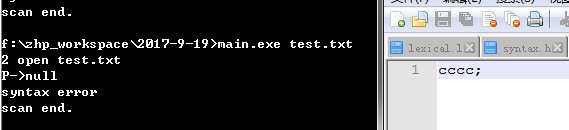 scan end.
f:\zhp_workspace\2017-9-19>main.exe test.txt
2 open test.txt
P->null
syntax error
scan end.
lexical.l
syntax.h
1 cccc;